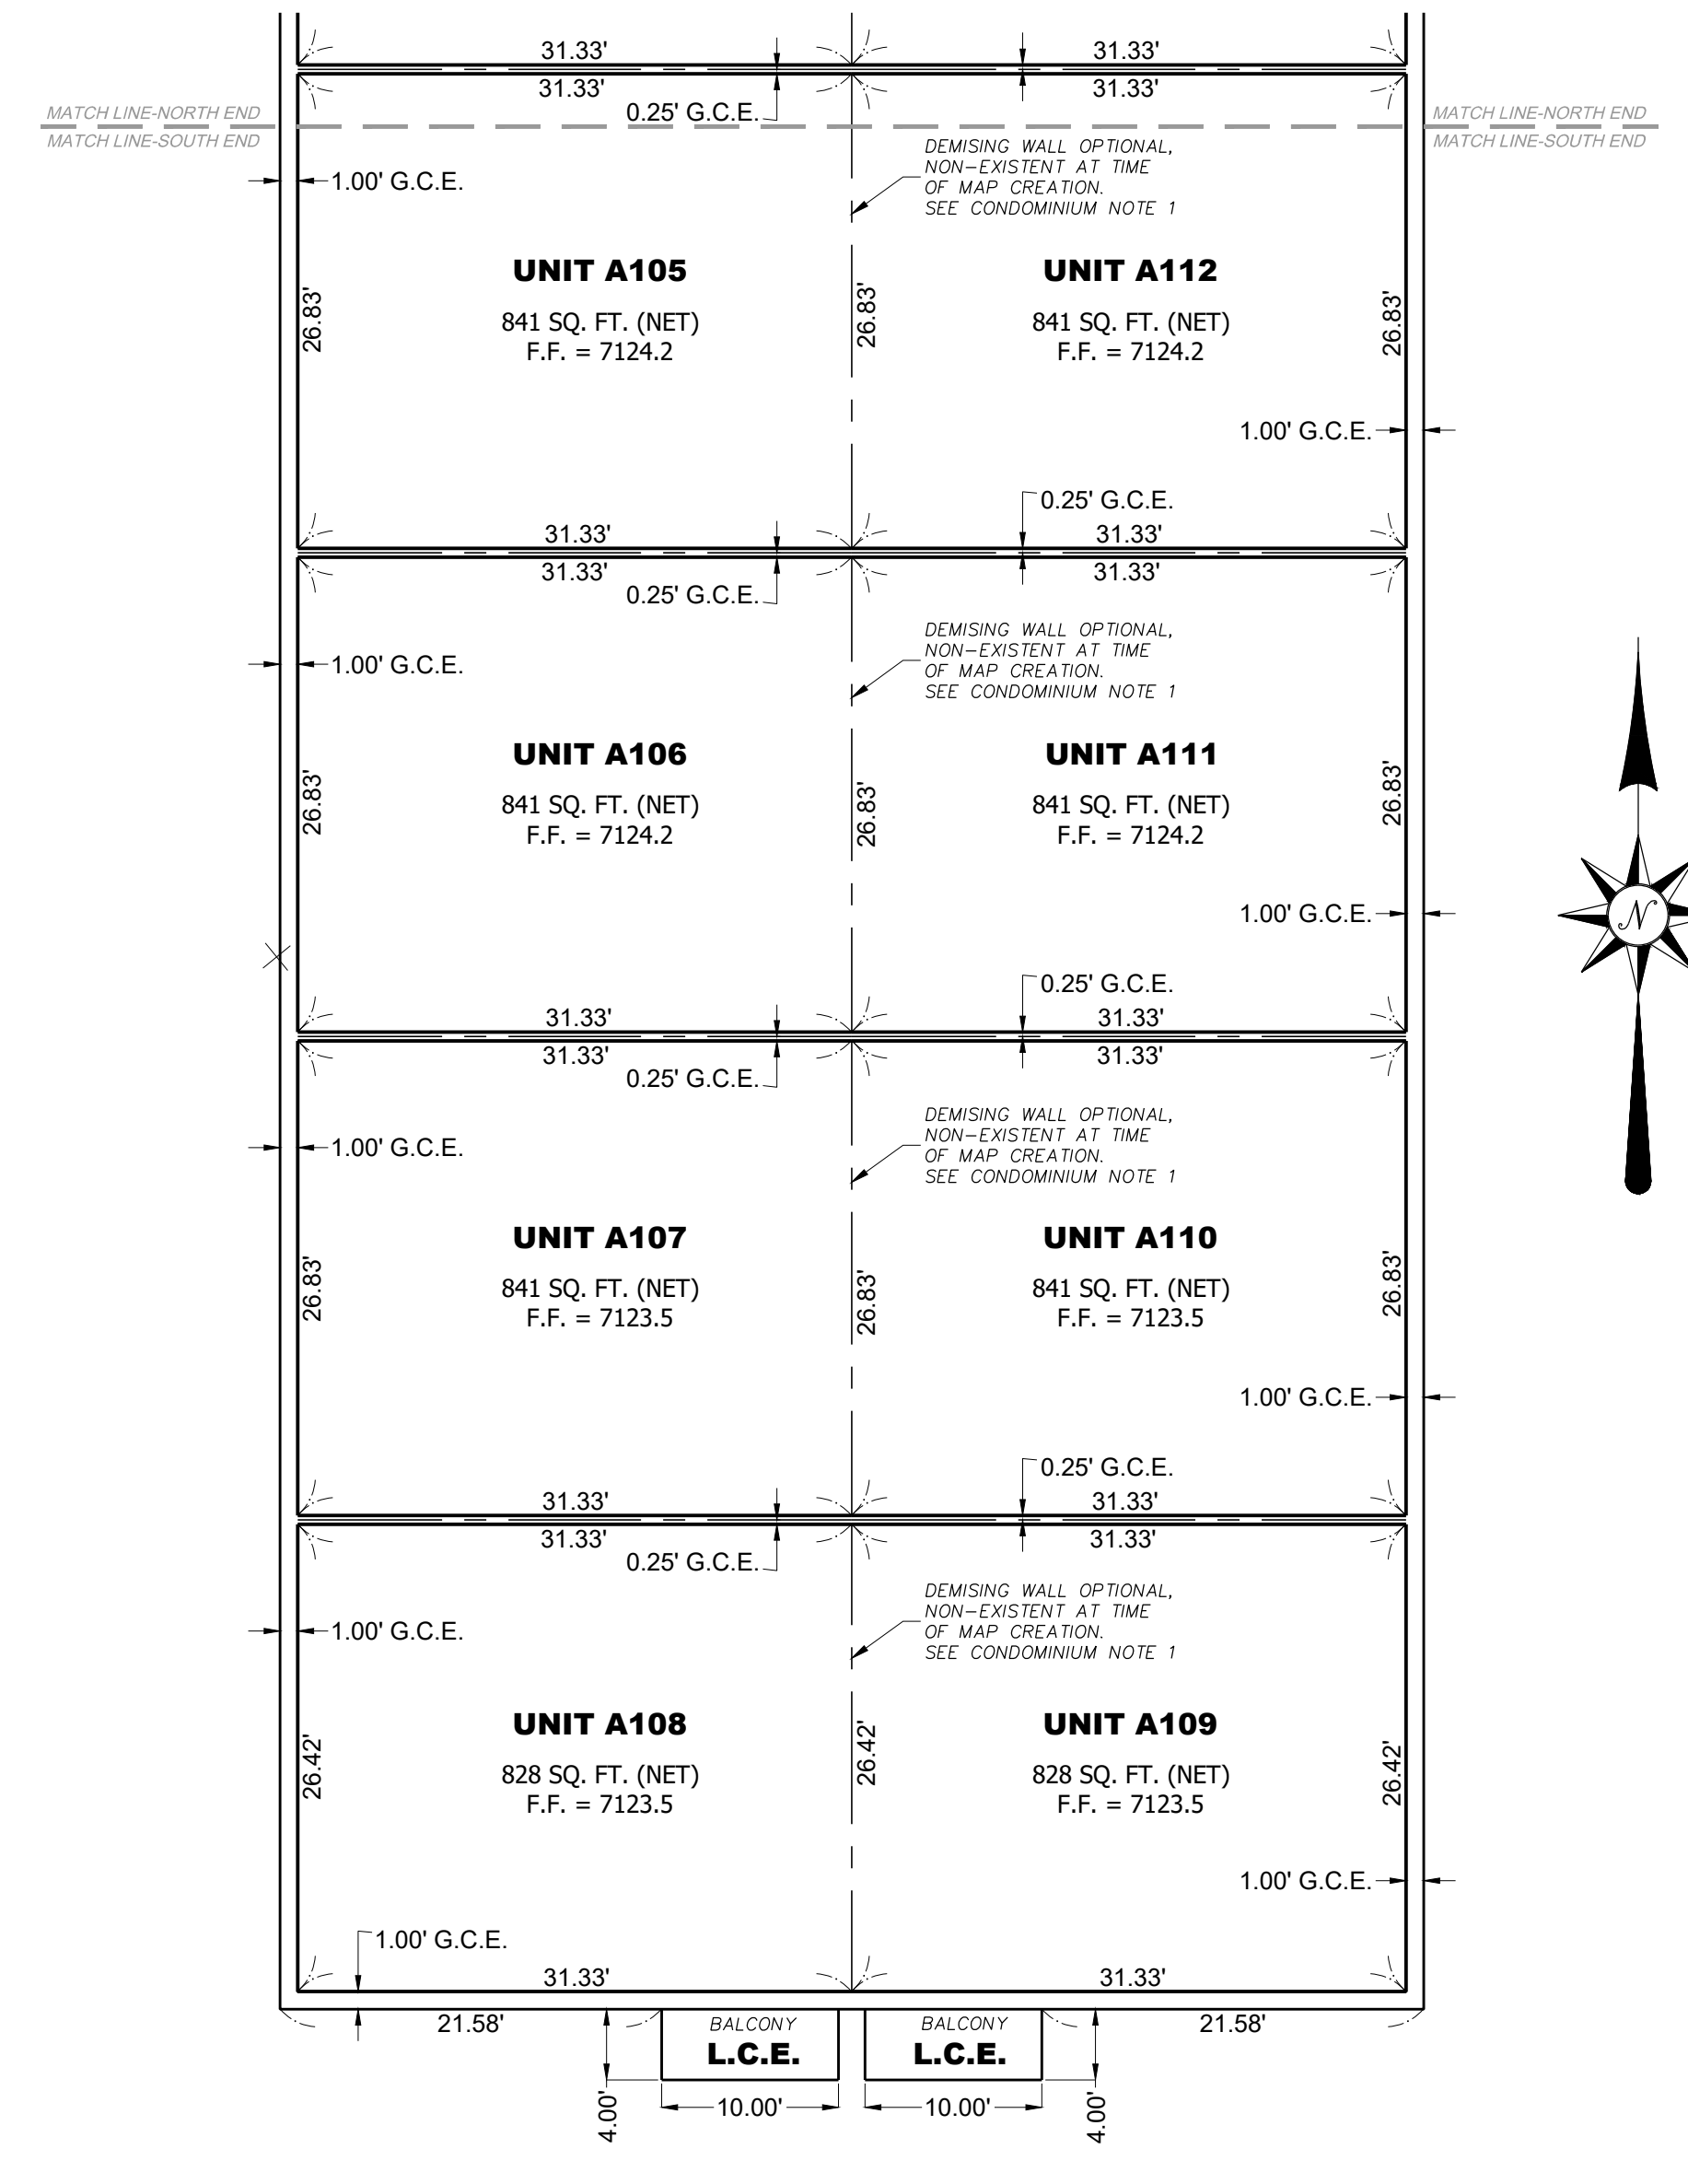 31.33'
31.33'
31.33'
31.33'
0.25' G.C.E.
MATCH LINE-NORTH END
MATCH LINE-NORTH END
MATCH LINE-SOUTH END
MATCH LINE-SOUTH END
DEMISING WALL OPTIONAL,
NON-EXISTENT AT TIME
OF MAP CREATION.
SEE CONDOMINIUM NOTE 1
1.00' G.C.E.
UNIT A105
841 SQ. FT. (NET)
F.F. = 7124.2
26.83'
26.83'
UNIT A112
841 SQ. FT. (NET)
F.F. = 7124.2
26.83'
1.00' G.C.E.
0.25' G.C.E.
31.33'
31.33'
31.33'
31.33'
0.25' G.C.E.
DEMISING WALL OPTIONAL,
NON-EXISTENT AT TIME
OF MAP CREATION.
SEE CONDOMINIUM NOTE 1
1.00' G.C.E.
UNIT A106
841 SQ. FT. (NET)
F.F. = 7124.2
26.83'
26.83'
UNIT A111
841 SQ. FT. (NET)
F.F. = 7124.2
26.83'
1.00' G.C.E.
N
0.25' G.C.E.
31.33'
31.33'
31.33'
31.33'
0.25' G.C.E.
DEMISING WALL OPTIONAL,
NON-EXISTENT AT TIME
OF MAP CREATION.
SEE CONDOMINIUM NOTE 1
1.00' G.C.E.
UNIT A107
841 SQ. FT. (NET)
F.F. = 7123.5
26.83'
26.83'
UNIT A110
841 SQ. FT. (NET)
F.F. = 7123.5
26.83'
1.00' G.C.E.
0.25' G.C.E.
31.33'
31.33'
31.33'
31.33'
0.25' G.C.E.
DEMISING WALL OPTIONAL,
NON-EXISTENT AT TIME
OF MAP CREATION.
SEE CONDOMINIUM NOTE 1
1.00' G.C.E.
UNIT A108
828 SQ. FT. (NET)
F.F. = 7123.5
26.42'
26.42'
UNIT A109
828 SQ. FT. (NET)
F.F. = 7123.5
26.42'
1.00' G.C.E.
1.00' G.C.E.
31.33'
31.33'
21.58'
BALCONY
L.C.E.
BALCONY
L.C.E.
21.58'
4.00'
10.00'
10.00'
4.00'